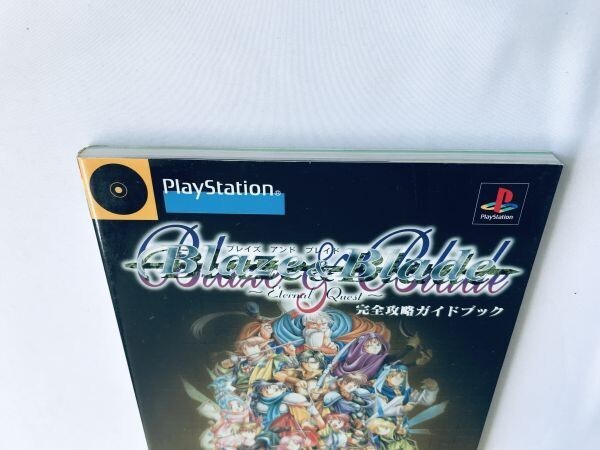 PlayStation®
PlayStation
ブレイズ アンド ブレイド
Blaze & Blade
~Eternal Quest~
完全攻略ガイドブック